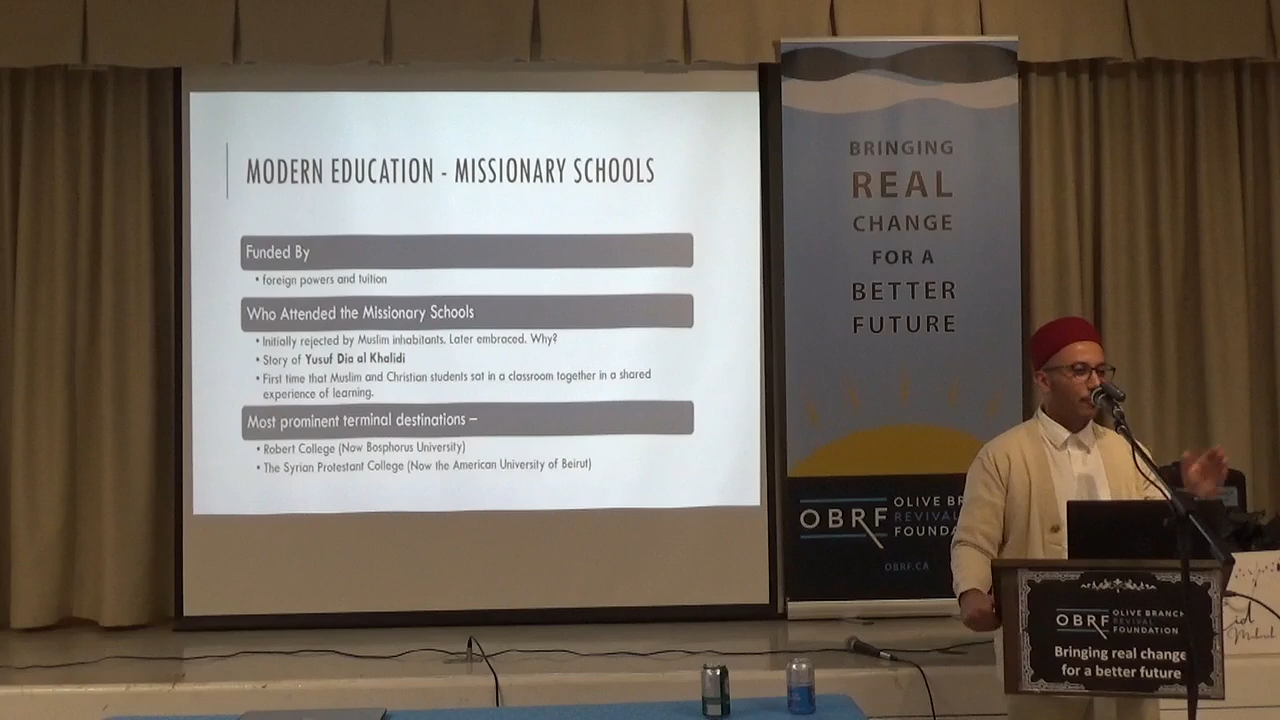 MODERN EDUCATION - MISSIONARY SCHOOLS
Funded By
• foreign powers and tuition
Who Attended the Missionary Schools
• Initially rejected by Muslim inhabitants. Later embraced. Why?
• Story of Yusuf Dia al Khalidi
• First time that Muslim and Christian students sat in a classroom together in a shared
experience of learning.
Most prominent terminal destinations –
• Robert College (Now Bosphorus University)
• The Syrian Protestant College (Now the American University of Beirut)
BRINGING
REAL
CHANGE
FOR A
BETTER
FUTURE
OBRF
OLIVE BR
REVIVAL
FOUNDA
OBRF.CA
OBRF
OLIVE BRANCH
REVIVAL
FOUNDATION
Bringing real change
for a better future